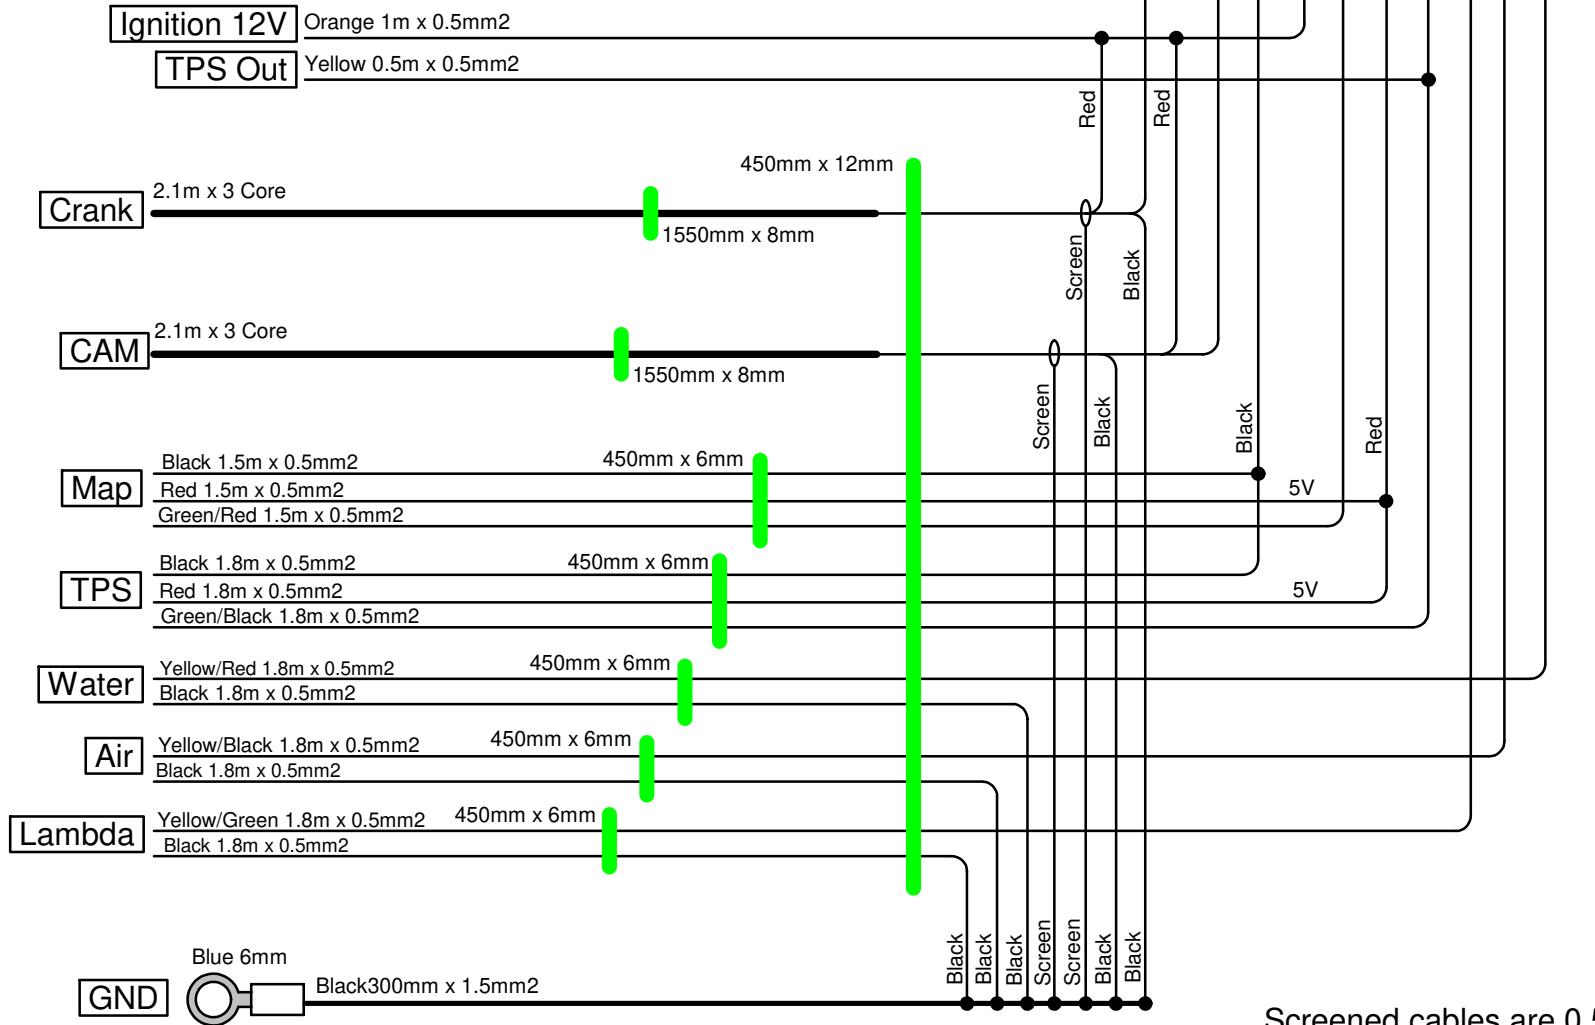 Ignition 12V
Orange 1m x 0.5mm2
TPS Out
Yellow 0.5m x 0.5mm2
Red
Red
450mm x 12mm
Crank
2.1m x 3 Core
1550mm x 8mm
Screen
Black
CAM
2.1m x 3 Core
1550mm x 8mm
Screen
Black
Black
Red
Map
Black 1.5m x 0.5mm2
450mm x 6mm
Red 1.5m x 0.5mm2
5V
Green/Red 1.5m x 0.5mm2
TPS
Black 1.8m x 0.5mm2
450mm x 6mm
Red 1.8m x 0.5mm2
5V
Green/Black 1.8m x 0.5mm2
Water
Yellow/Red 1.8m x 0.5mm2
450mm x 6mm
Black 1.8m x 0.5mm2
Air
Yellow/Black 1.8m x 0.5mm2
450mm x 6mm
Black 1.8m x 0.5mm2
Lambda
Yellow/Green 1.8m x 0.5mm2
450mm x 6mm
Black 1.8m x 0.5mm2
Black
Black
Black
Screen
Screen
Black
Black
Blue 6mm
GND
Black300mm x 1.5mm2
Screened cables are